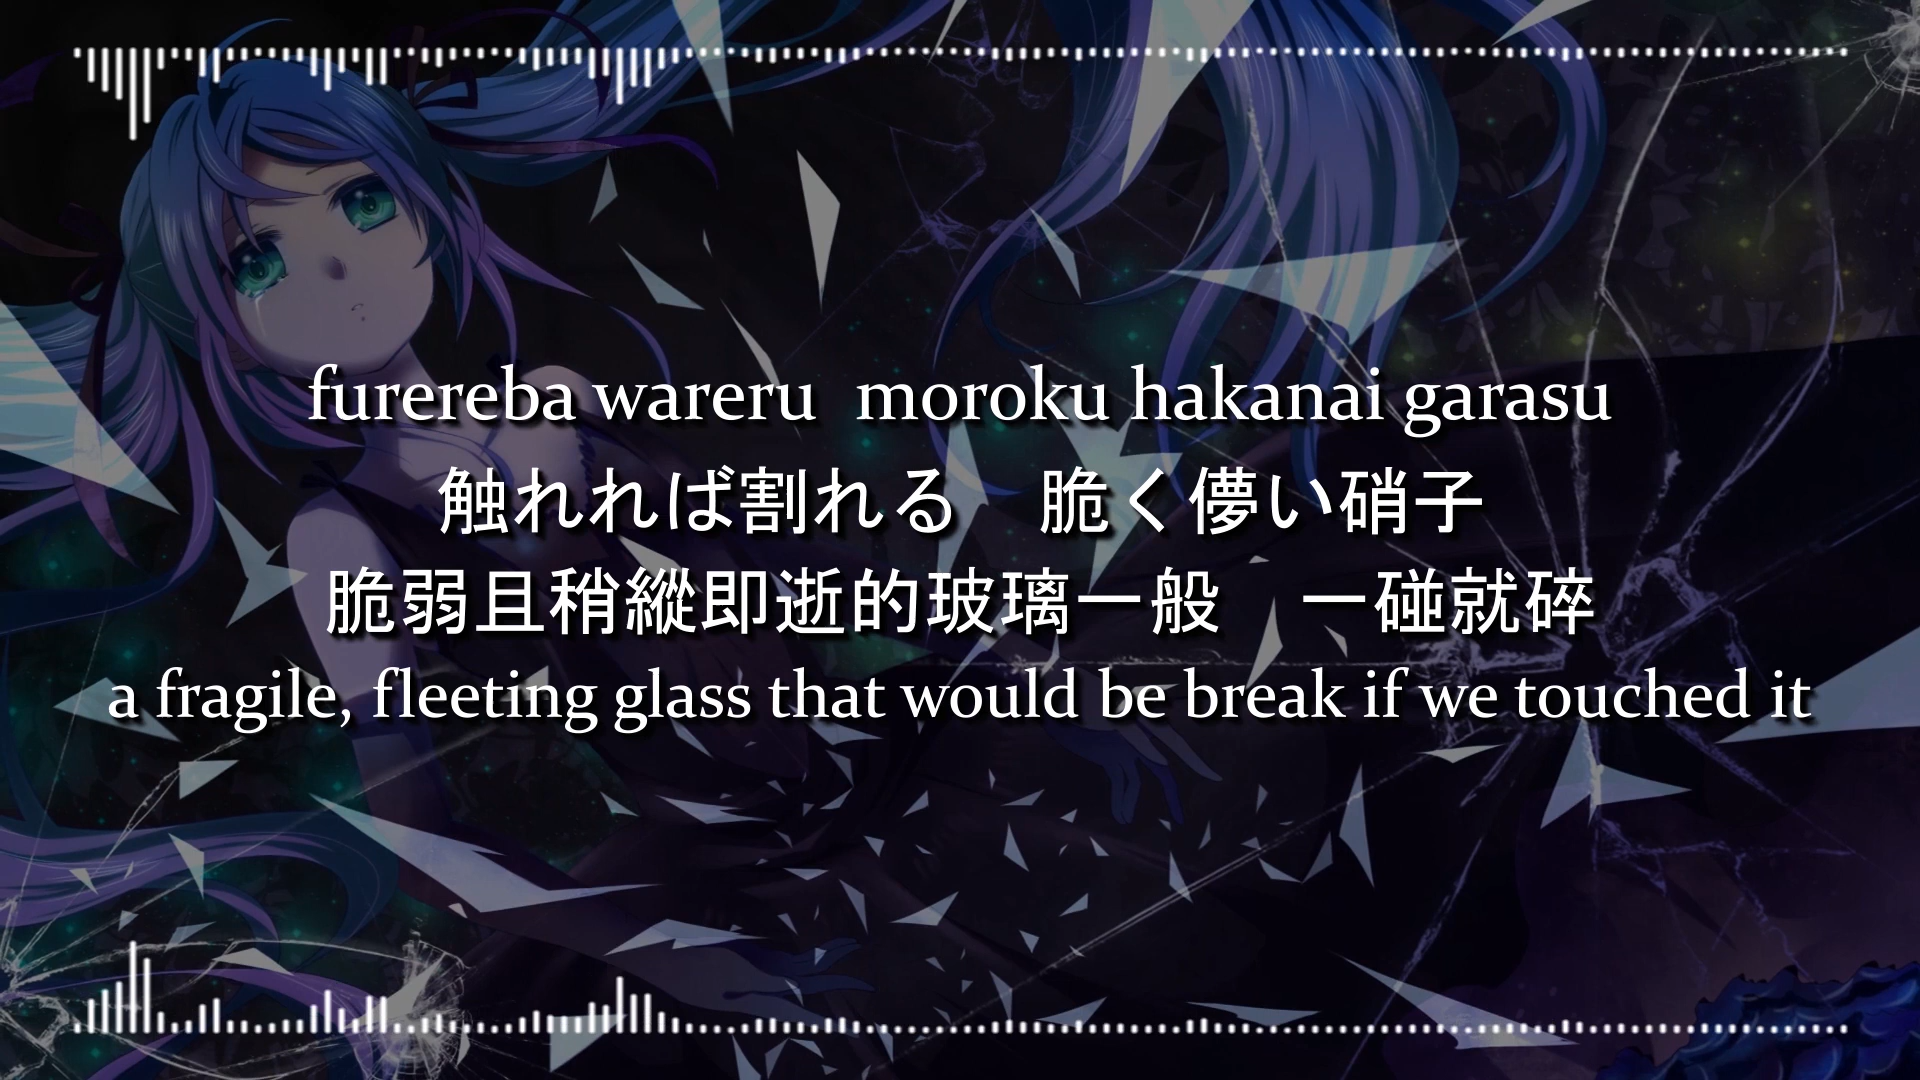 furereba wareru  moroku hakanai garasu
触れれば割れる　脆く儚い硝子
脆弱且稍縱即逝的玻璃一般　一碰就碎
a fragile, fleeting glass that would be break if we touched it